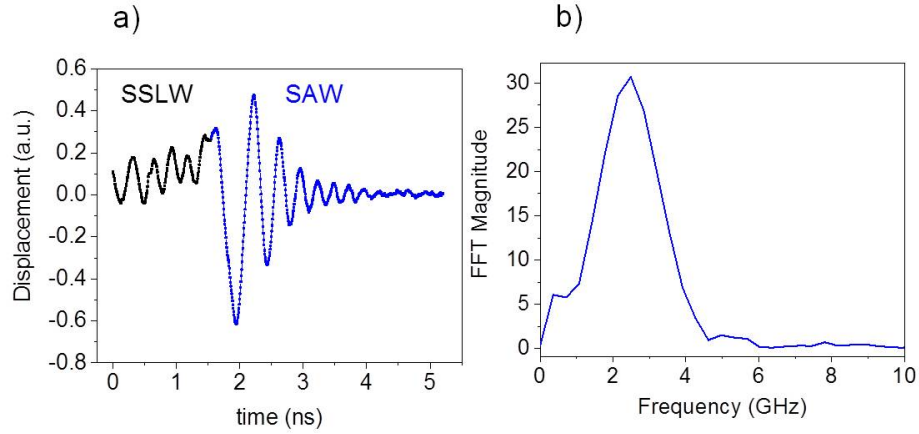 a)
SSLW SAW
0.6
0.4
0.2
0.0
-0.2
-0.4
-0.6
-0.8
0 1 2 3 4 5
Displacement (a.u.)
time (ns)
b)
30
25
20
15
10
5
0
0 2 4 6 8 10
FFT Magnitude
Frequency (GHz)